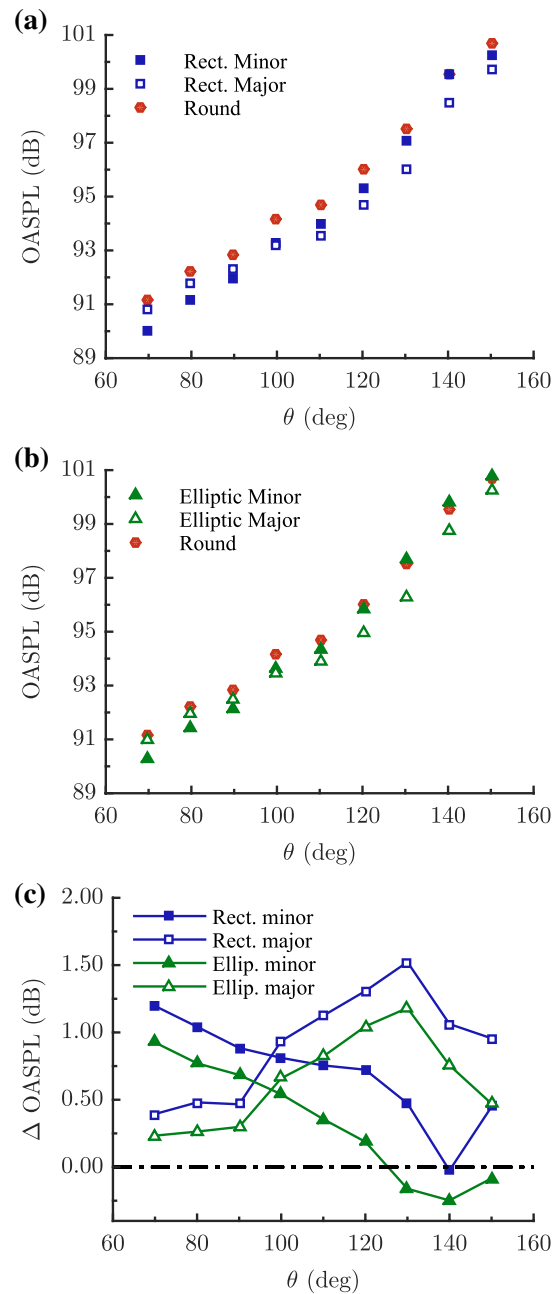 (a)
101
99
97
95
93
91
89
OASPL (dB)
Rect. Minor
Rect. Major
Round
60 80 100 120 140 160
θ (deg)
(b)
101
99
97
95
93
91
89
OASPL (dB)
Elliptic Minor
Elliptic Major
Round
60 80 100 120 140 160
θ (deg)
(c)
2.00
1.50
1.00
0.50
0.00
Δ OASPL (dB)
Rect. minor
Rect. major
Ellip. minor
Ellip. major
60 80 100 120 140 160
θ (deg)